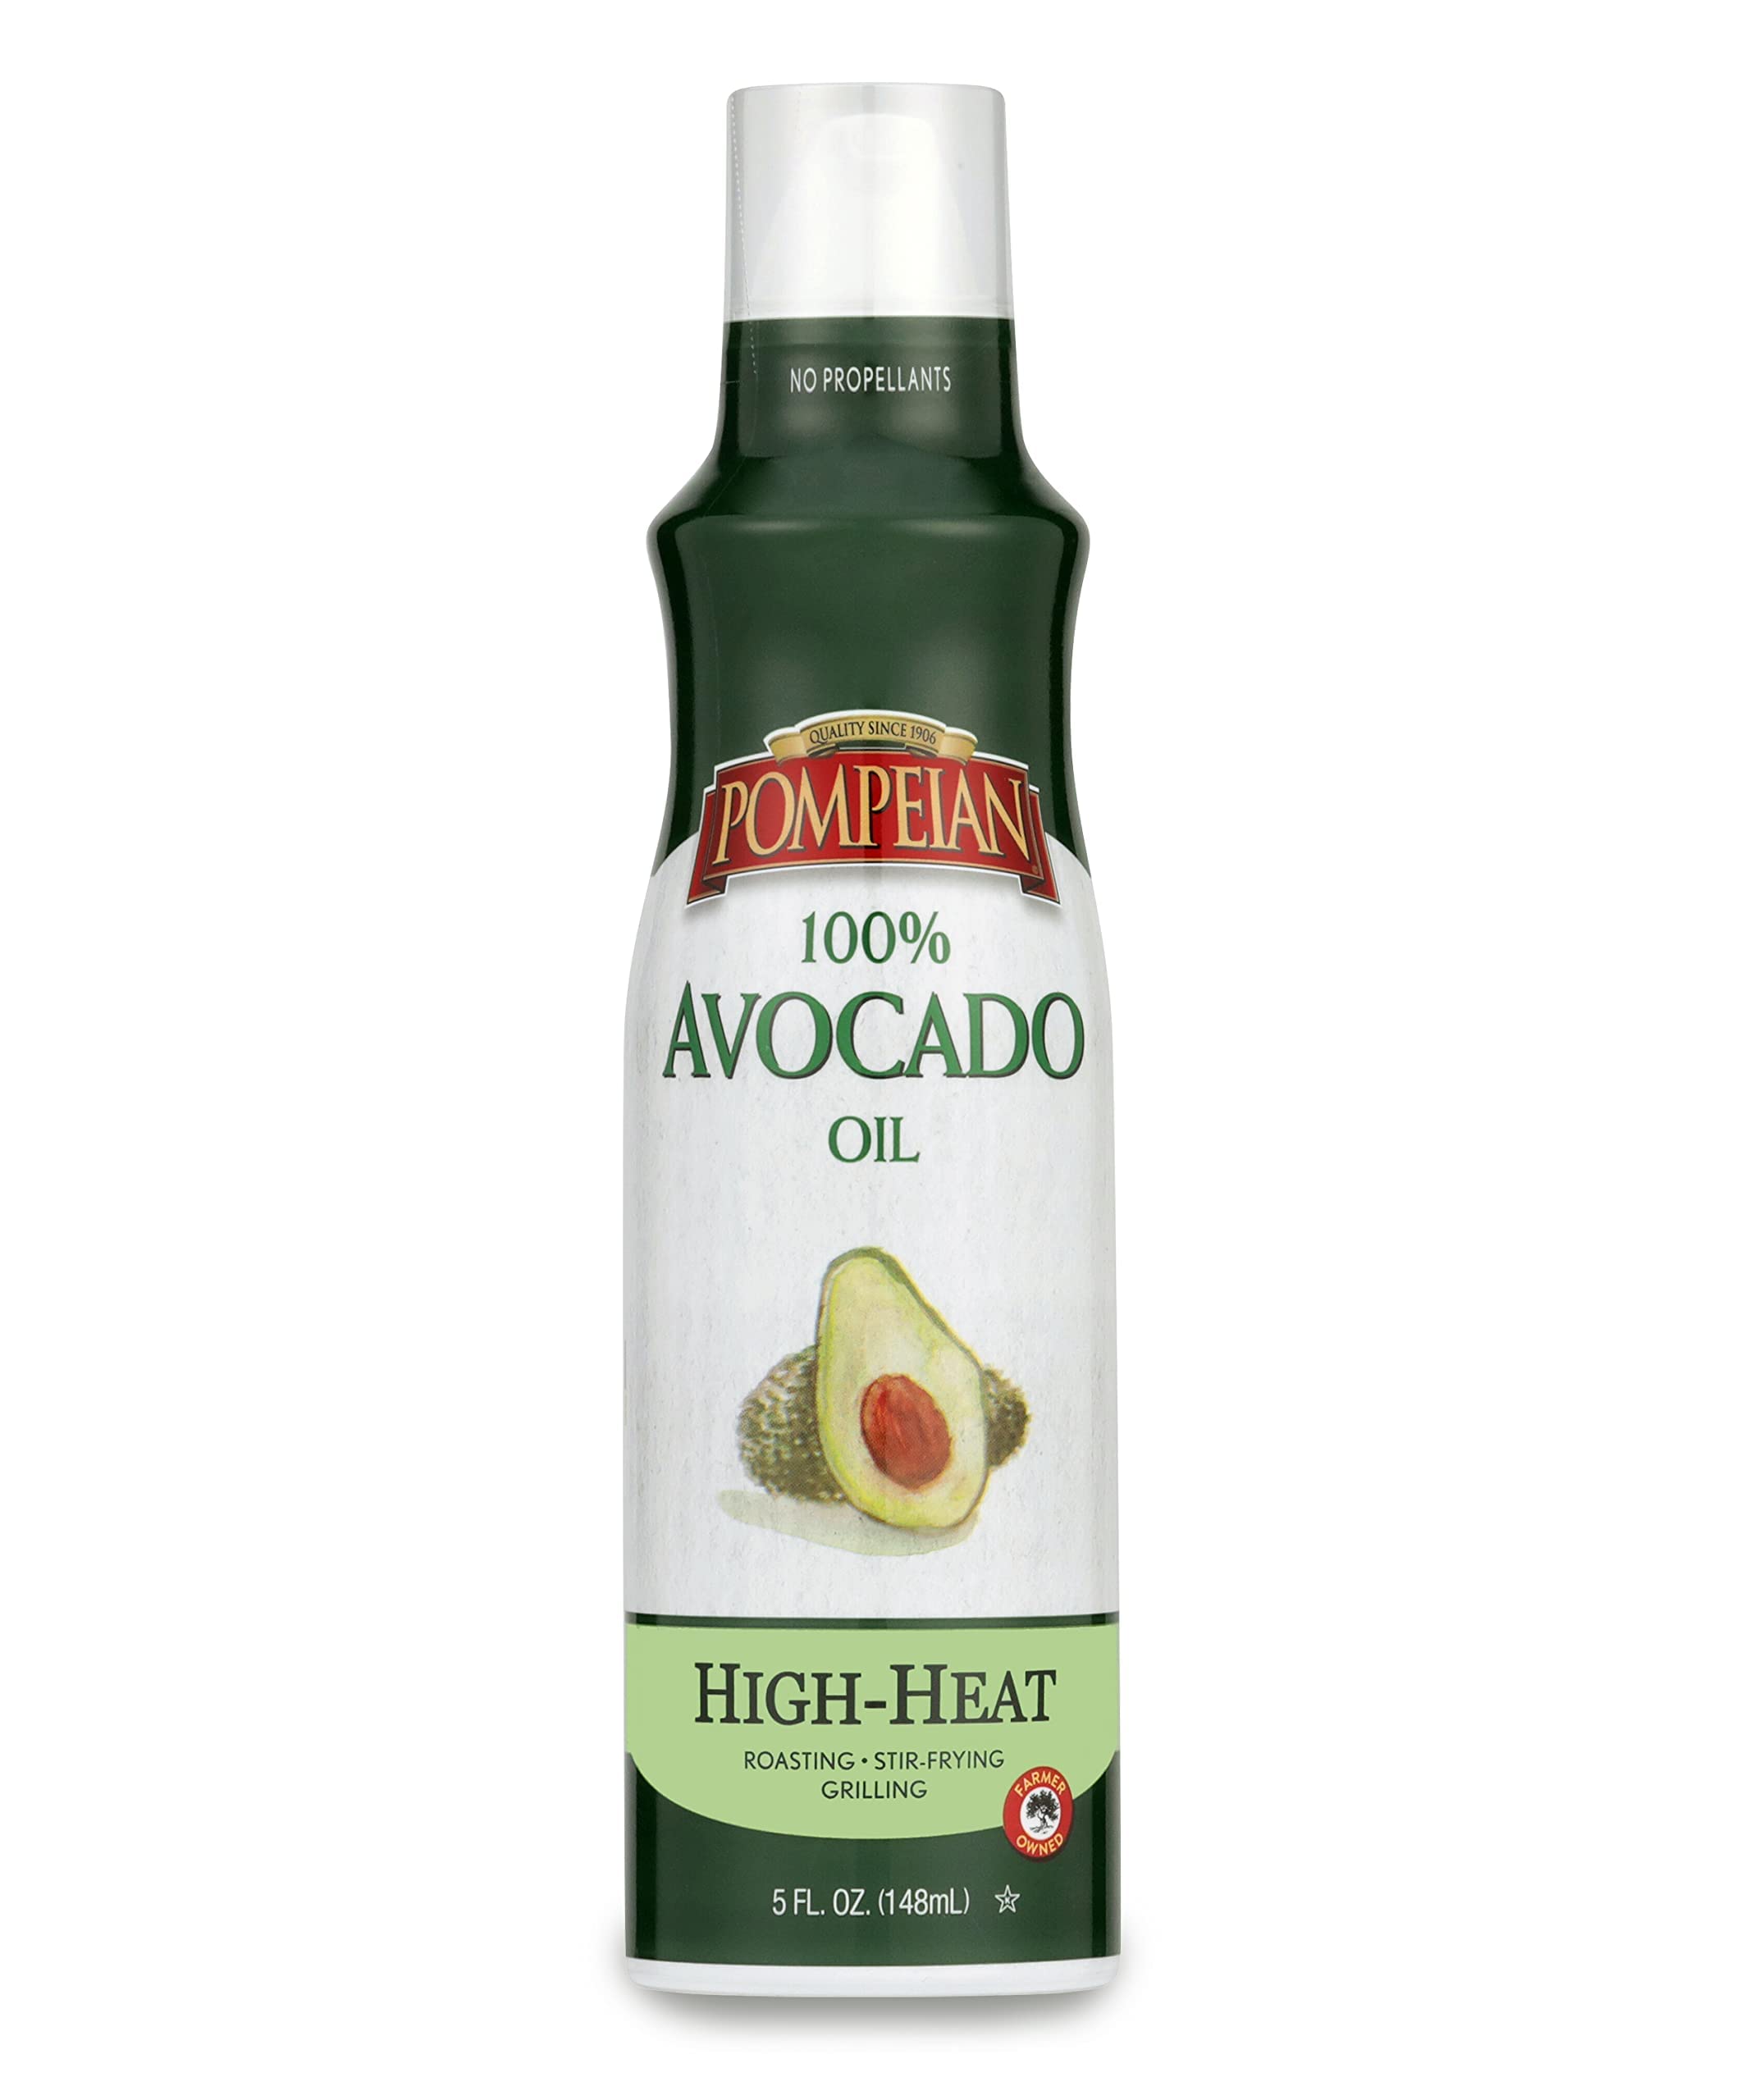 NO PROPELLANTS
QUALITY SINCE 1906
POMPEIAN
100%
AVOCADO
OIL
HIGH-HEAT
ROASTING • STIR-FRYING
GRILLING
FARMER
OWNED
5 FL. OZ. (148mL)
K